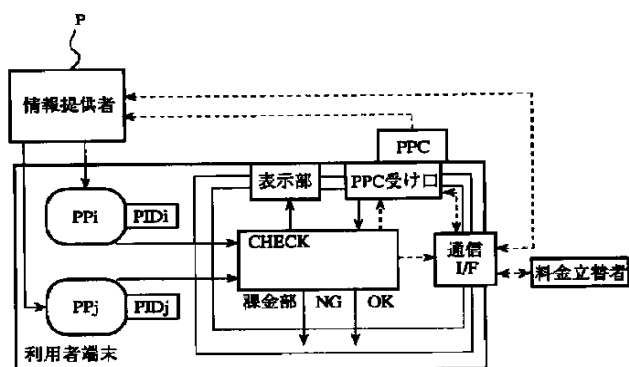 P
情報提供者
PPC
表示部
PPC受け口
PPi
PIDi
CHECK
通信
I/F
料金立替者
PPj
PIDj
課金部
NG
OK
利用者端末